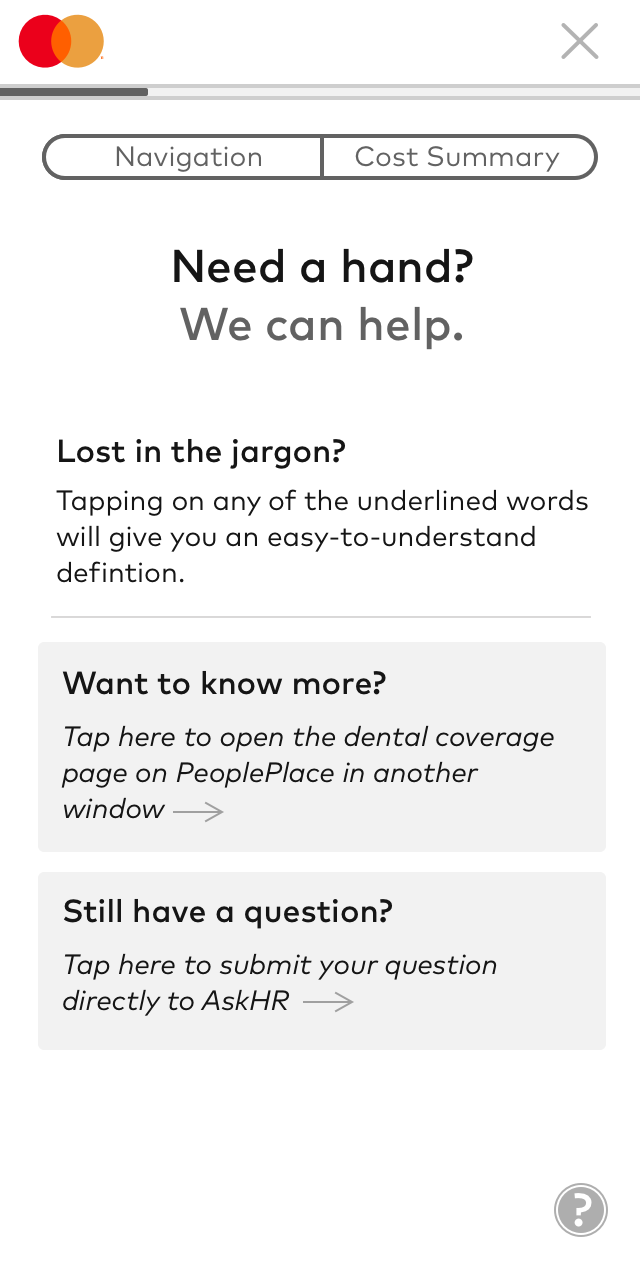 Navigation
Cost Summary
Need a hand?
We can help.
Lost in the jargon?
Tapping on any of the underlined words
will give you an easy-to-understand
defintion.
Want to know more?
Tap here to open the dental coverage
page on PeoplePlace in another
window
Still have a question?
Tap here to submit your question
directly to AskHR
?